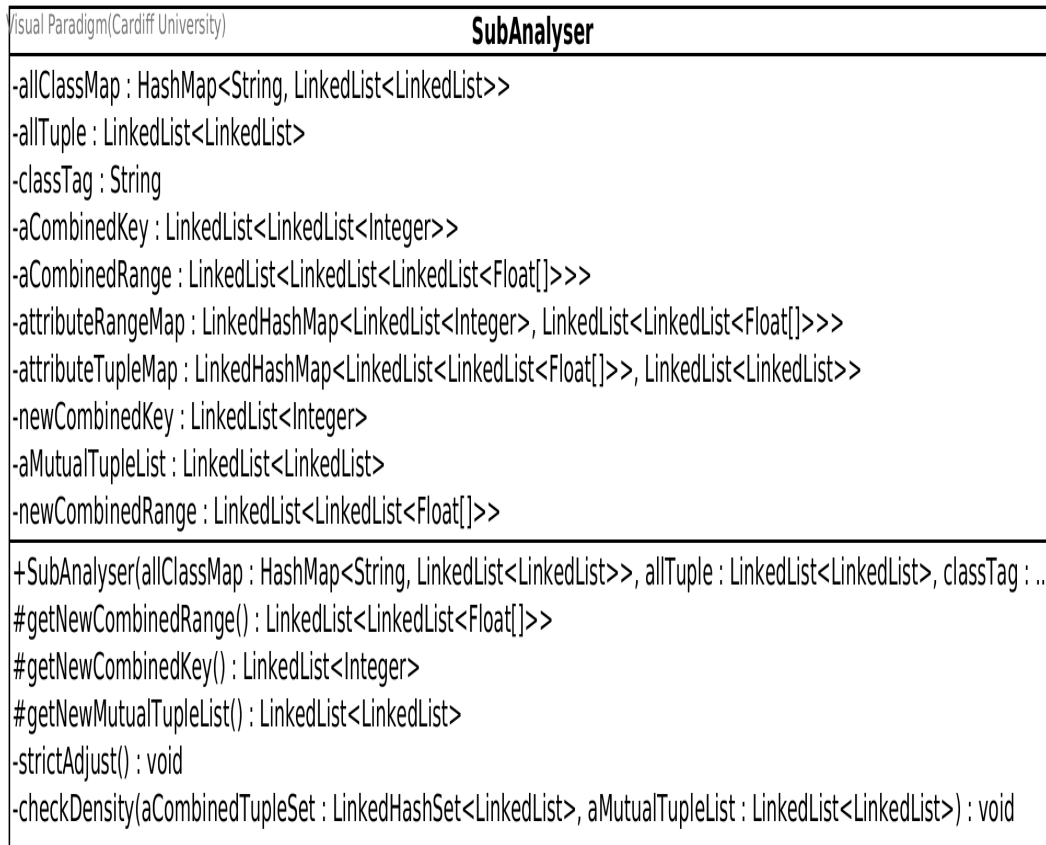 Visual Paradigm(Cardiff University)
SubAnalyser
-allClassMap : HashMap<String, LinkedList<LinkedList>>
-allTuple : LinkedList<LinkedList>
-classTag : String
-aCombinedKey : LinkedList<LinkedList<Integer>>
-aCombinedRange : LinkedList<LinkedList<LinkedList<Float[]>>>
-attributeRangeMap : LinkedHashMap<LinkedList<Integer>, LinkedList<LinkedList<Float[]>>>
-attributeTupleMap : LinkedHashMap<LinkedList<LinkedList<Float[]>>, LinkedList<LinkedList>>
-newCombinedKey : LinkedList<Integer>
-aMutualTupleList : LinkedList<LinkedList>
-newCombinedRange : LinkedList<LinkedList<Float[]>>
+SubAnalyser(allClassMap : HashMap<String, LinkedList<LinkedList>>, allTuple : LinkedList<LinkedList>, classTag : ...
#getNewCombinedRange() : LinkedList<LinkedList<Float[]>>
#getNewCombinedKey() : LinkedList<Integer>
#getNewMutualTupleList() : LinkedList<LinkedList>
-strictAdjust() : void
-checkDensity(aCombinedTupleSet : LinkedHashSet<LinkedList>, aMutualTupleList : LinkedList<LinkedList>) : void